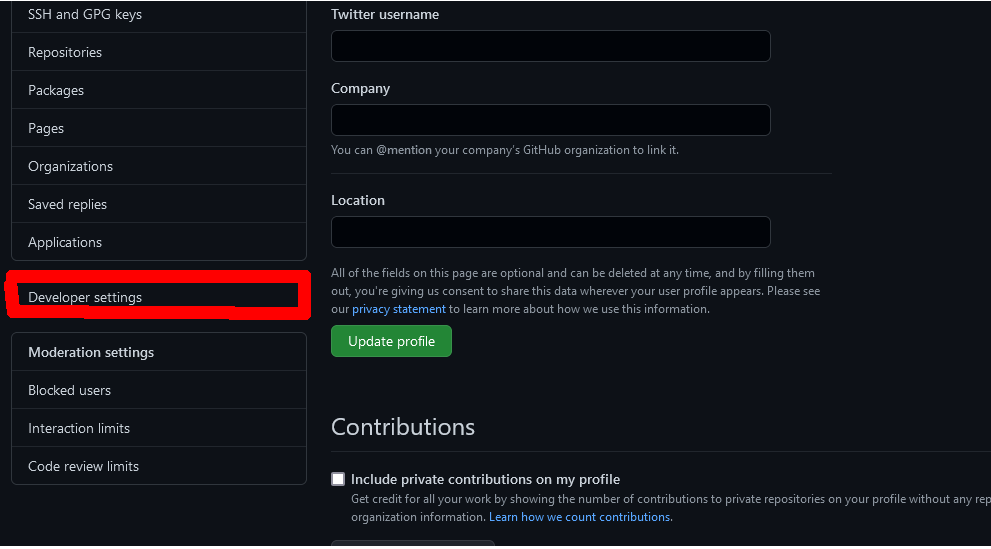 SSH and GPG keys
Repositories
Packages
Pages
Organizations
Saved replies
Applications
Developer settings
Moderation settings
Blocked users
Interaction limits
Code review limits
Twitter username
Company
You can @mention your company's GitHub organization to link it.
Location
All of the fields on this page are optional and can be deleted at any time, and by filling them
out, you're giving us consent to share this data wherever your user profile appears. Please see
our privacy statement to learn more about how we use this information.
Update profile
Contributions
Include private contributions on my profile
Get credit for all your work by showing the number of contributions to private repositories on your profile without any rep
organization information. Learn how we count contributions.